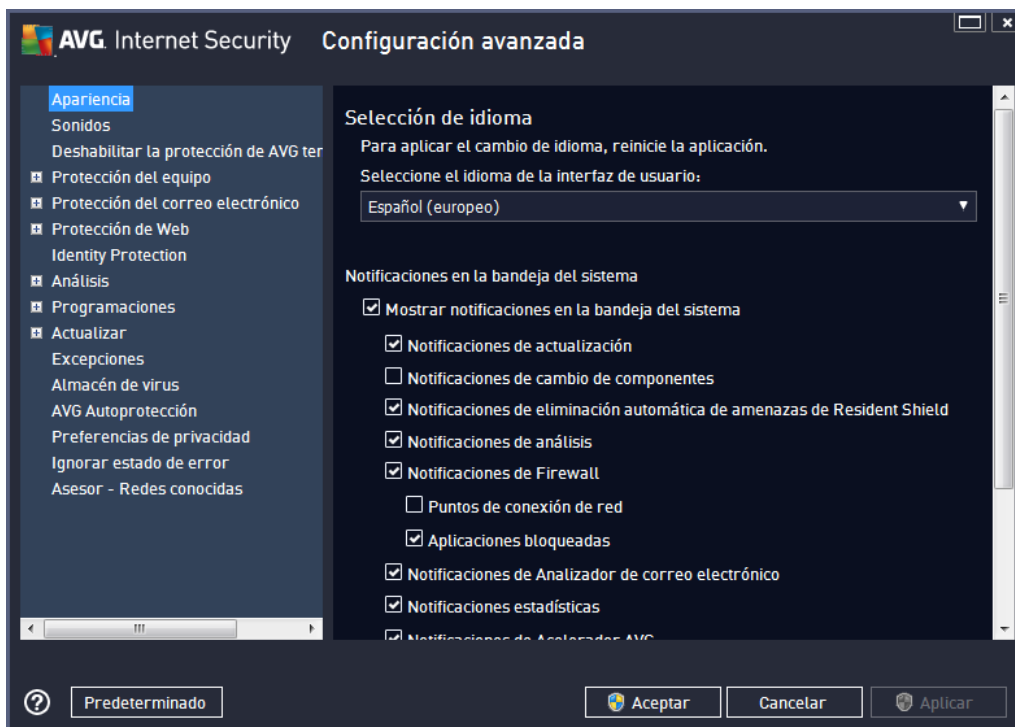 AVG. Internet Security Configuración avanzada
Apariencia
Sonidos
Deshabilitar la protección de AVG ter
Protección del equipo
Protección del correo electrónico
Protección de Web
Identity Protection
Análisis
Programaciones
Actualizar
Excepciones
Almacén de virus
AVG Autoprotección
Preferencias de privacidad
Ignorar estado de error
Asesor - Redes conocidas
Selección de idioma
Para aplicar el cambio de idioma, reinicie la aplicación.
Seleccione el idioma de la interfaz de usuario:
Español (europeo)
Notificaciones en la bandeja del sistema
Mostrar notificaciones en la bandeja del sistema
Notificaciones de actualización
Notificaciones de cambio de componentes
Notificaciones de eliminación automática de amenazas de Resident Shield
Notificaciones de análisis
Notificaciones de Firewall
Puntos de conexión de red
Aplicaciones bloqueadas
Notificaciones de Analizador de correo electrónico
Notificaciones estadísticas
Notificaciones de Acelerador AVG
Predeterminado
Aceptar
Cancelar
Aplicar